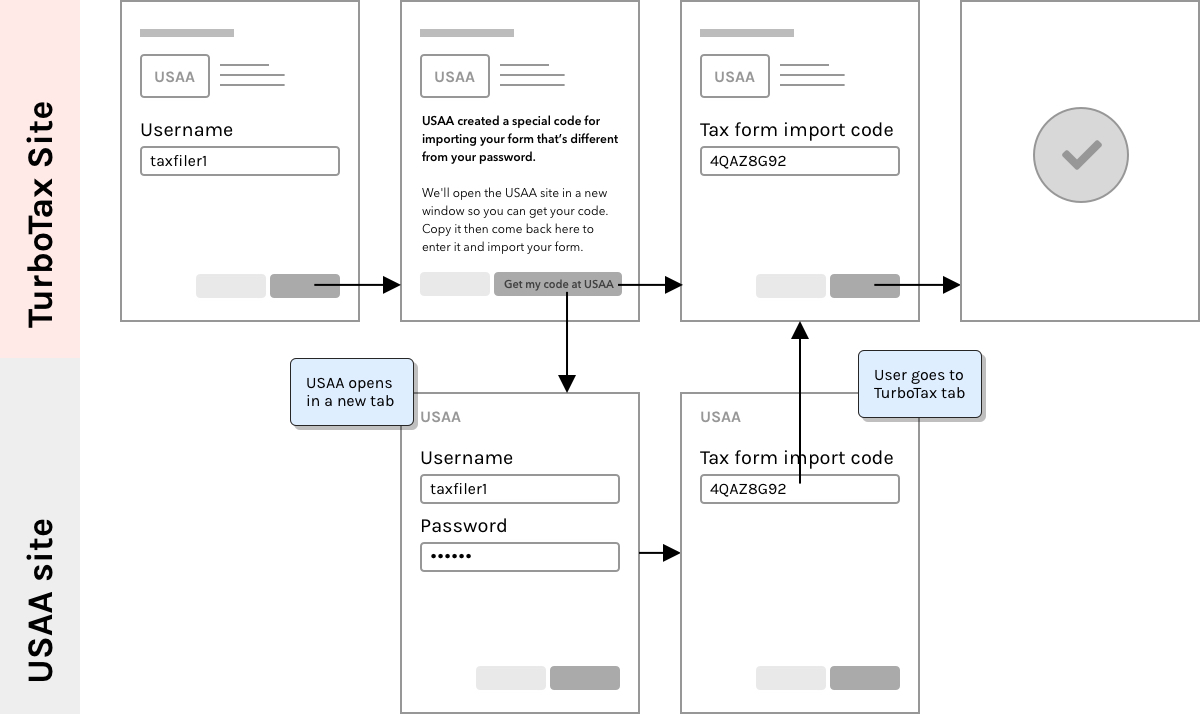 TurboTax Site
USAA
Username
taxfiler1
USAA
USAA created a special code for
importing your form that’s different
from your password.
We'll open the USAA site in a new
window so you can get your code.
Copy it then come back here to
enter it and import your form.
Get my code at USAA
USAA
Tax form import code
4QAZ8G92
USAA site
USAA opens
in a new tab
USAA
Username
taxfiler1
Password
••••••
User goes to
TurboTax tab
USAA
Tax form import code
4QAZ8G92